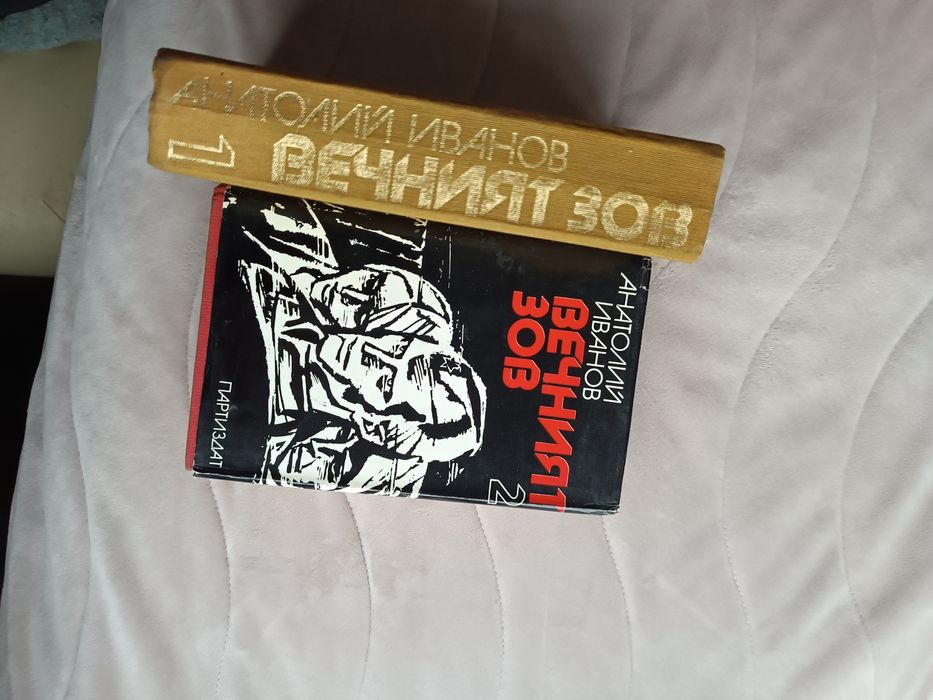 АНАТОЛИЙ ИВАНОВ
ВЕЧНИЯТ ЗОВ
1
АНАТОЛИЙ
ИВАНОВ
ВЕЧНИЯТ
ЗОВ
2
ПАРТИЗДАТ